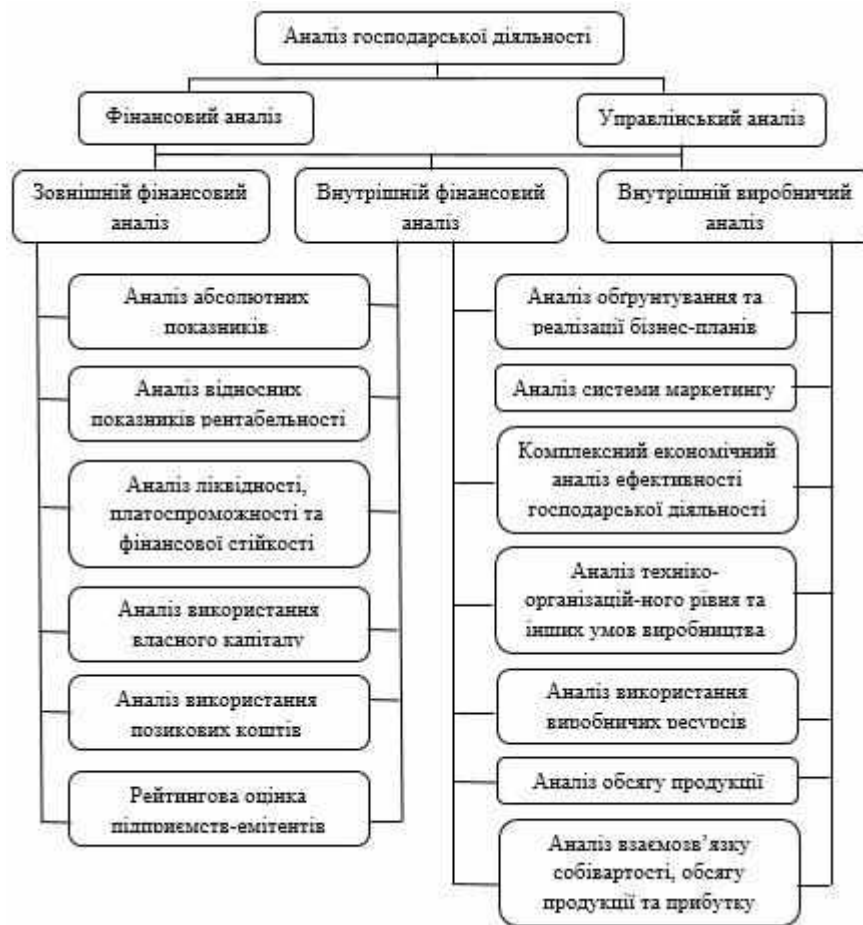 Аналіз господарської діяльності
Фінансовий аналіз
Управлінський аналіз
Зовнішній фінансовий
аналіз
Внутрішній фінансовий
аналіз
Внутрішній виробничий
аналіз
Аналіз абсолютних
показників
Аналіз відносних
показників рентабельності
Аналіз ліквідності,
платоспроможності та
фінансової стійкості
Аналіз використання
власного капіталу
Аналіз використання
позикових коштів
Рейтингова оцінка
підприємств-емітентів
Аналіз обґрунтування та
реалізації бізнес-планів
Аналіз системи маркетингу
Комплексний економічний
аналіз ефективності
господарської діяльності
Аналіз техніко-
організацій-ного рівня та
інших умов виробництва
Аналіз використання
виробничих ресурсів
Аналіз обсягу продукції
Аналіз взаємозв’язку
собівартості, обсягу
продукції та прибутку